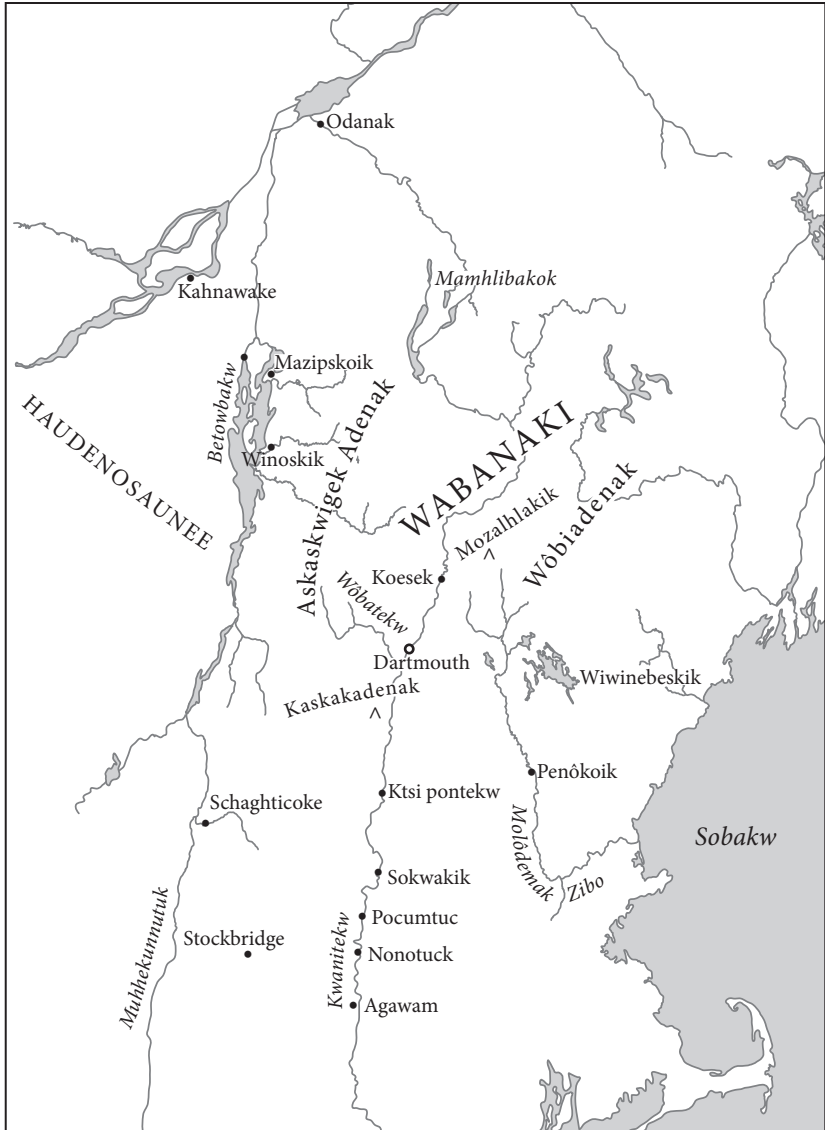 Odanak
Mamhlibakok
Kahnawake
Mazipskoik
Betowbakw
HAUDENOSAUNEE
Winoskik
Askaskwigek Adenak
WABANAKI
Mozalhlakik
Wôbiadenak
Koesek
Wôbatekw
Dartmouth
Wiwinebeskik
Kaskakadenak
Penôkoik
Ktsi pontekw
Schaghticoke
Molôdemak
Zibo
Sobakw
Sokwakik
Muhhekunnutuk
Pocumtuc
Stockbridge
Kwanitekw
Nonotuck
Agawam